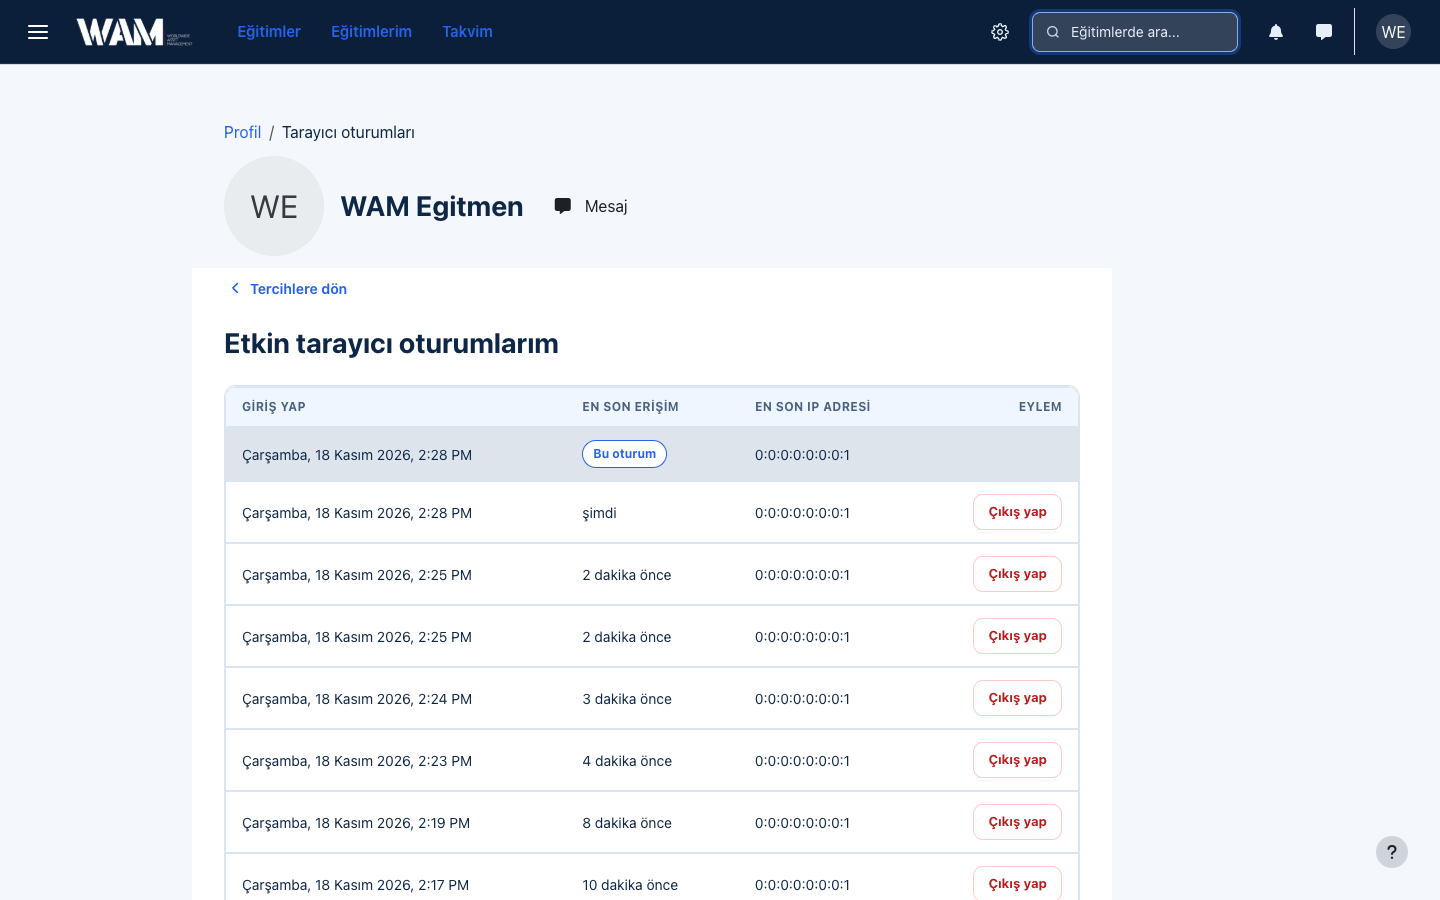 WAM
Eğitimler
Eğitimlerim
Takvim
Eğitimlerde ara...
WE
Profil / Tarayıcı oturumları
WE
WAM Egitmen
Mesaj
Tercihlere dön
Etkin tarayıcı oturumlarım
GİRİŞ YAP EN SON ERİŞİM EN SON IP ADRESİ EYLEM
Çarşamba, 18 Kasım 2026, 2:28 PM Bu oturum 0:0:0:0:0:0:0:1
Çarşamba, 18 Kasım 2026, 2:28 PM şimdi 0:0:0:0:0:0:0:1 Çıkış yap
Çarşamba, 18 Kasım 2026, 2:25 PM 2 dakika önce 0:0:0:0:0:0:0:1 Çıkış yap
Çarşamba, 18 Kasım 2026, 2:25 PM 2 dakika önce 0:0:0:0:0:0:0:1 Çıkış yap
Çarşamba, 18 Kasım 2026, 2:24 PM 3 dakika önce 0:0:0:0:0:0:0:1 Çıkış yap
Çarşamba, 18 Kasım 2026, 2:23 PM 4 dakika önce 0:0:0:0:0:0:0:1 Çıkış yap
Çarşamba, 18 Kasım 2026, 2:19 PM 8 dakika önce 0:0:0:0:0:0:0:1 Çıkış yap
Çarşamba, 18 Kasım 2026, 2:17 PM 10 dakika önce 0:0:0:0:0:0:0:1 Çıkış yap
?